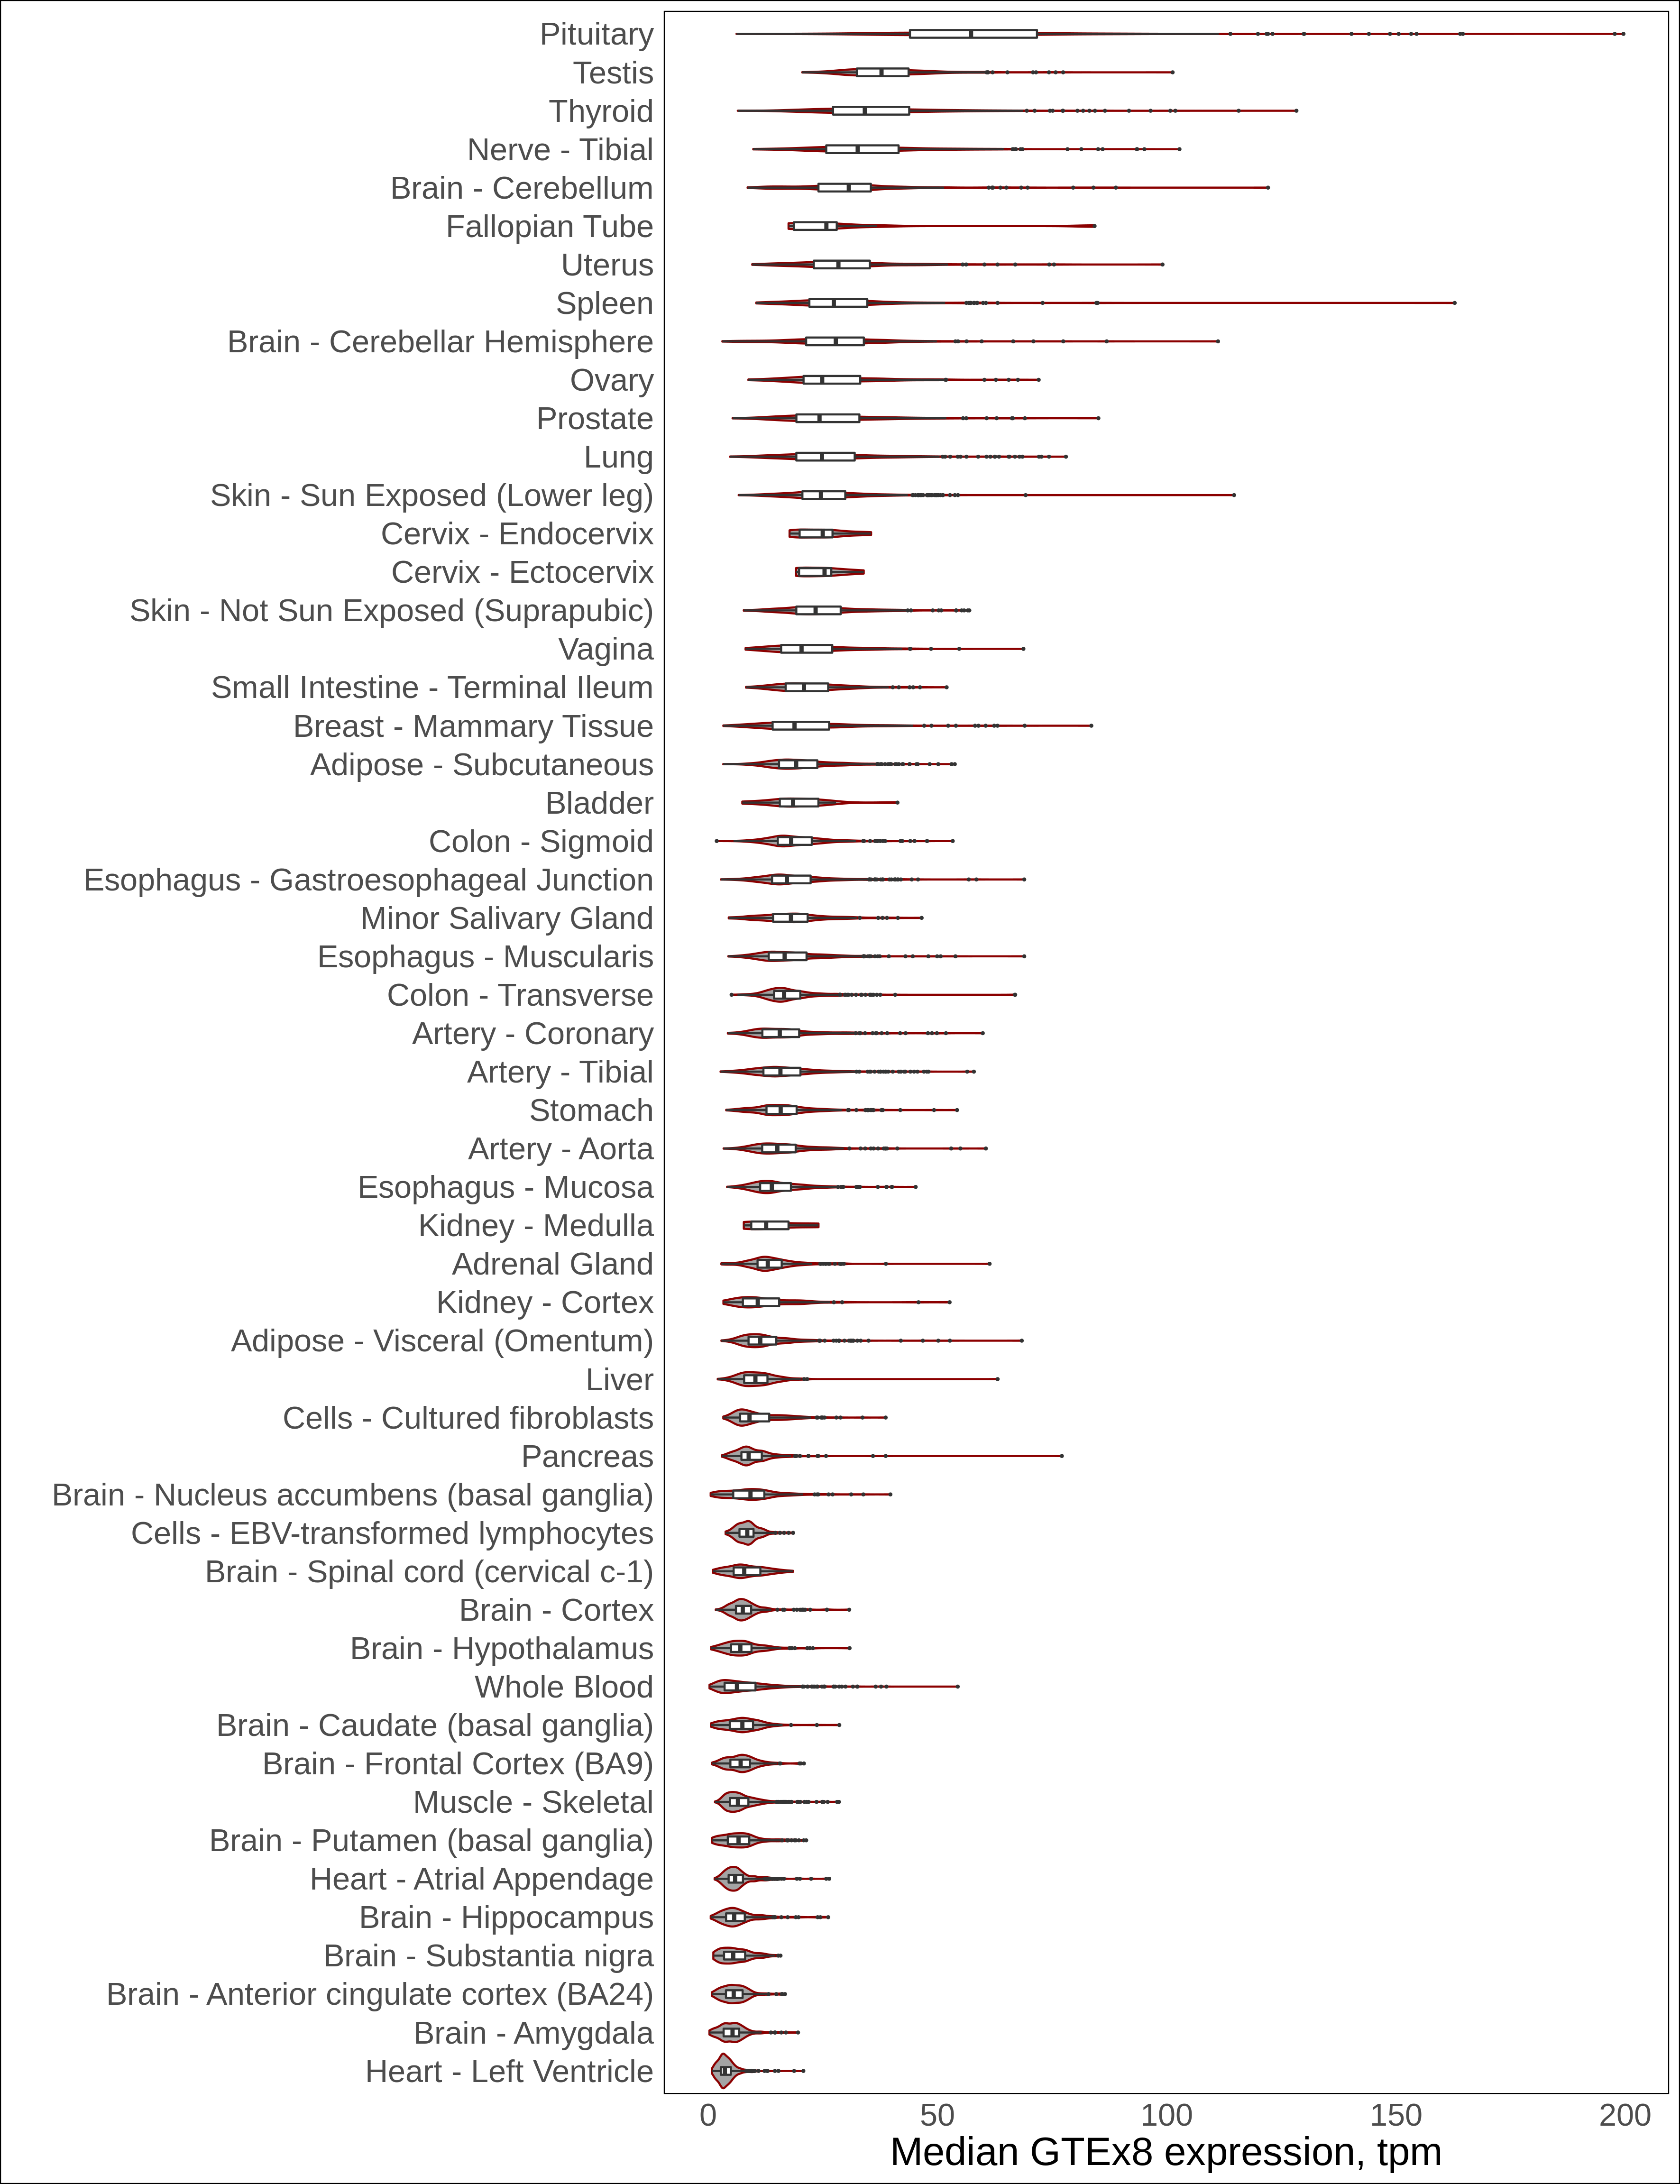 Pituitary
Testis
Thyroid
Nerve - Tibial
Brain - Cerebellum
Fallopian Tube
Uterus
Spleen
Brain - Cerebellar Hemisphere
Ovary
Prostate
Lung
Skin - Sun Exposed (Lower leg)
Cervix - Endocervix
Cervix - Ectocervix
Skin - Not Sun Exposed (Suprapubic)
Vagina
Small Intestine - Terminal Ileum
Breast - Mammary Tissue
Adipose - Subcutaneous
Bladder
Colon - Sigmoid
Esophagus - Gastroesophageal Junction
Minor Salivary Gland
Esophagus - Muscularis
Colon - Transverse
Artery - Coronary
Artery - Tibial
Stomach
Artery - Aorta
Esophagus - Mucosa
Kidney - Medulla
Adrenal Gland
Kidney - Cortex
Adipose - Visceral (Omentum)
Liver
Cells - Cultured fibroblasts
Pancreas
Brain - Nucleus accumbens (basal ganglia)
Cells - EBV-transformed lymphocytes
Brain - Spinal cord (cervical c-1)
Brain - Cortex
Brain - Hypothalamus
Whole Blood
Brain - Caudate (basal ganglia)
Brain - Frontal Cortex (BA9)
Muscle - Skeletal
Brain - Putamen (basal ganglia)
Heart - Atrial Appendage
Brain - Hippocampus
Brain - Substantia nigra
Brain - Anterior cingulate cortex (BA24)
Brain - Amygdala
Heart - Left Ventricle
0 50 100 150 200
Median GTEx8 expression, tpm